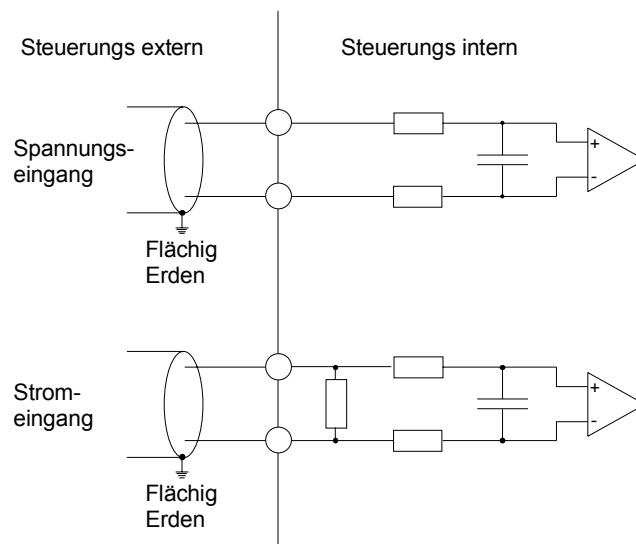 Steuerungs extern
Steuerungs intern
Spannungs-
eingang
+
-
Flächig
Erden
Strom-
eingang
+
-
Flächig
Erden